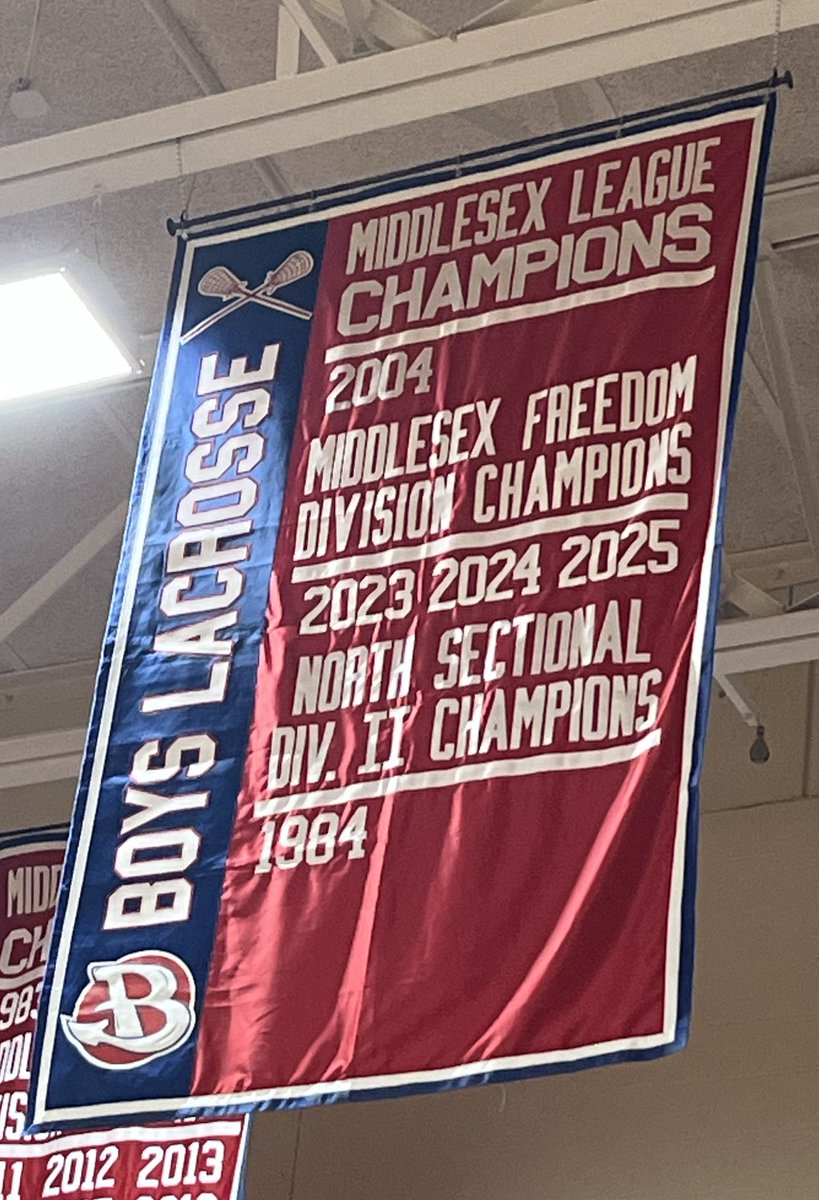 MIDDLESEX LEAGUE
CHAMPIONS
2004
MIDDLESEX FREEDOM
DIVISION CHAMPIONS
2023 2024 2025
NORTH SECTIONAL
DIV. II CHAMPIONS
1984
BOYS LACROSSE
B
2012 2013